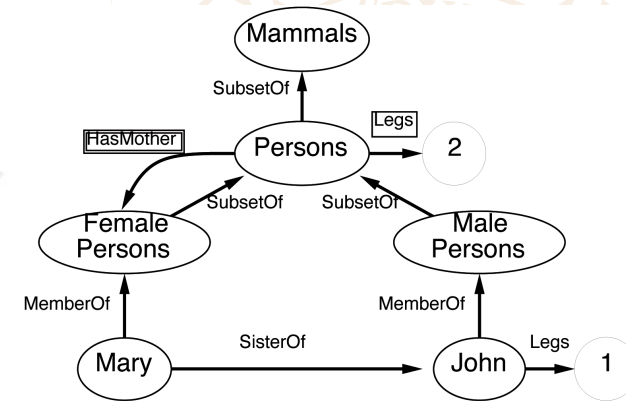 Mammals
SubsetOf
Legs
HasMother
Persons
2
SubsetOf
SubsetOf
Female
Persons
Male
Persons
MemberOf
MemberOf
SisterOf
Legs
Mary
John
1